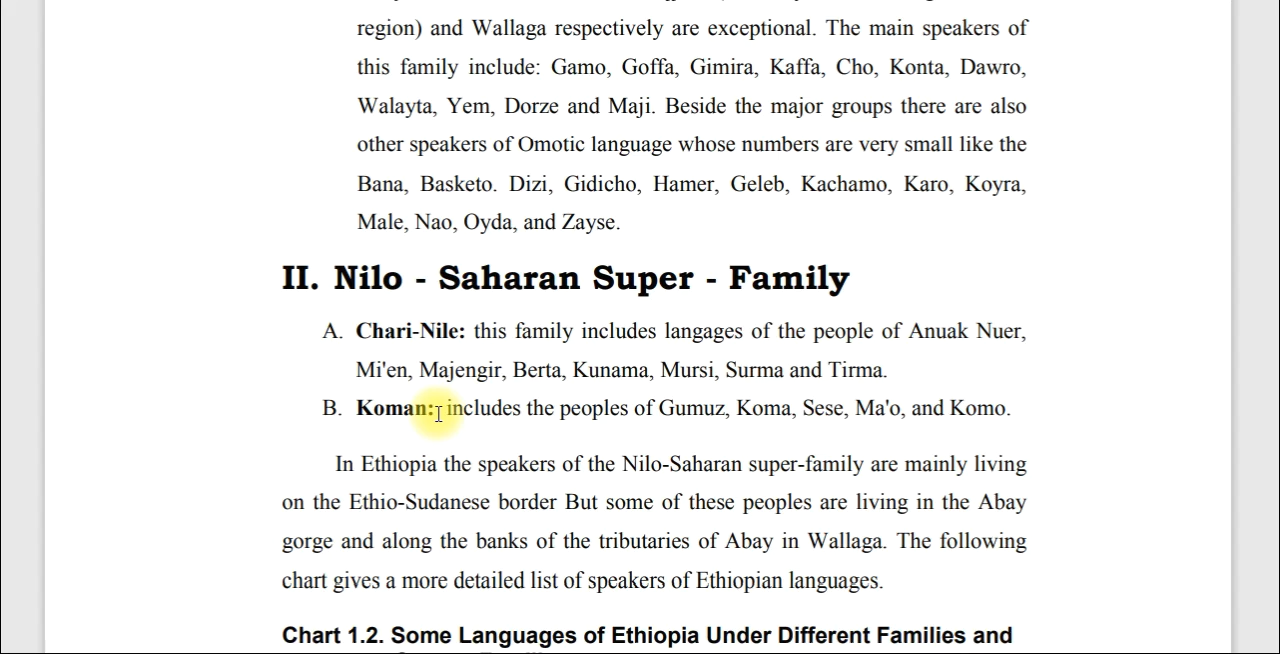 region) and Wallaga respectively are exceptional. The main speakers of
this family include: Gamo, Goffa, Gimira, Kaffa, Cho, Konta, Dawro,
Walayta, Yem, Dorze and Maji. Beside the major groups there are also
other speakers of Omotic language whose numbers are very small like the
Bana, Basketo. Dizi, Gidicho, Hamer, Geleb, Kachamo, Karo, Koyra,
Male, Nao, Oyda, and Zayse.
II. Nilo - Saharan Super - Family
A. Chari-Nile: this family includes langages of the people of Anuak Nuer,
Mi'en, Majengir, Berta, Kunama, Mursi, Surma and Tirma.
B. Koman: includes the peoples of Gumuz, Koma, Sese, Ma'o, and Komo.
In Ethiopia the speakers of the Nilo-Saharan super-family are mainly living
on the Ethio-Sudanese border But some of these peoples are living in the Abay
gorge and along the banks of the tributaries of Abay in Wallaga. The following
chart gives a more detailed list of speakers of Ethiopian languages.
Chart 1.2. Some Languages of Ethiopia Under Different Families and